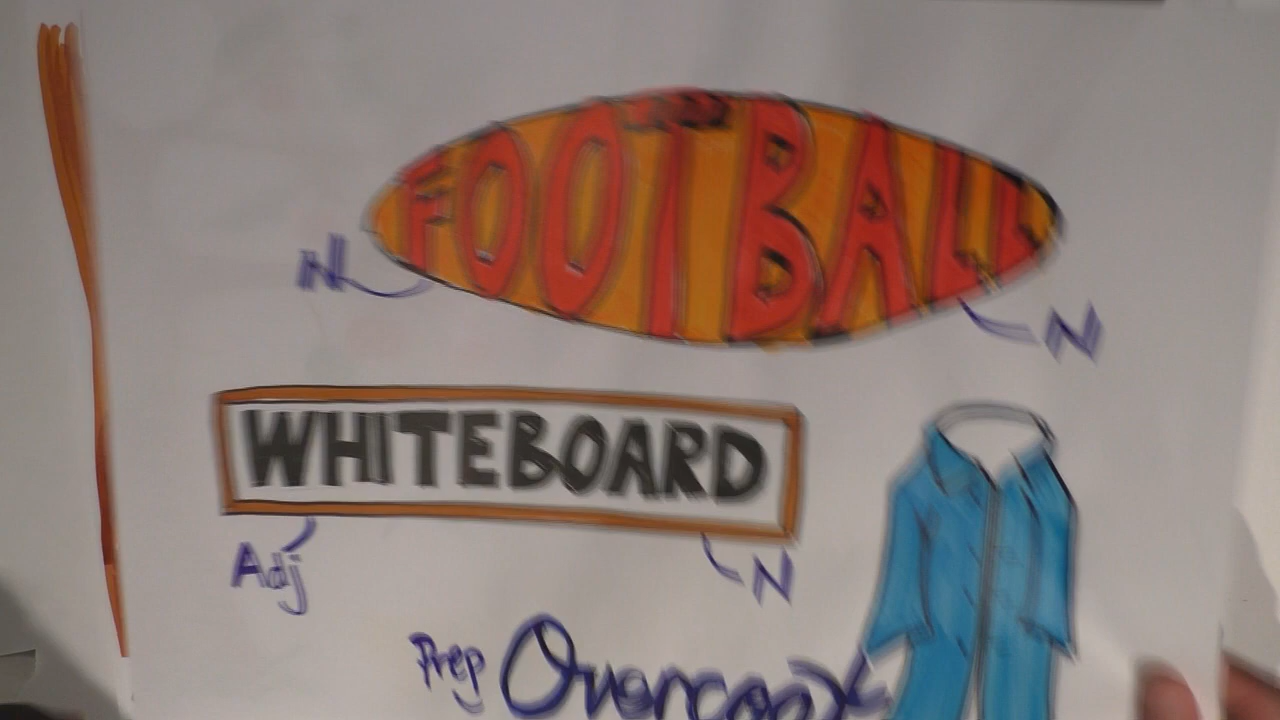 FOOTBALL
N
N
WHITEBOARD
Adj
N
Prep Overcoat